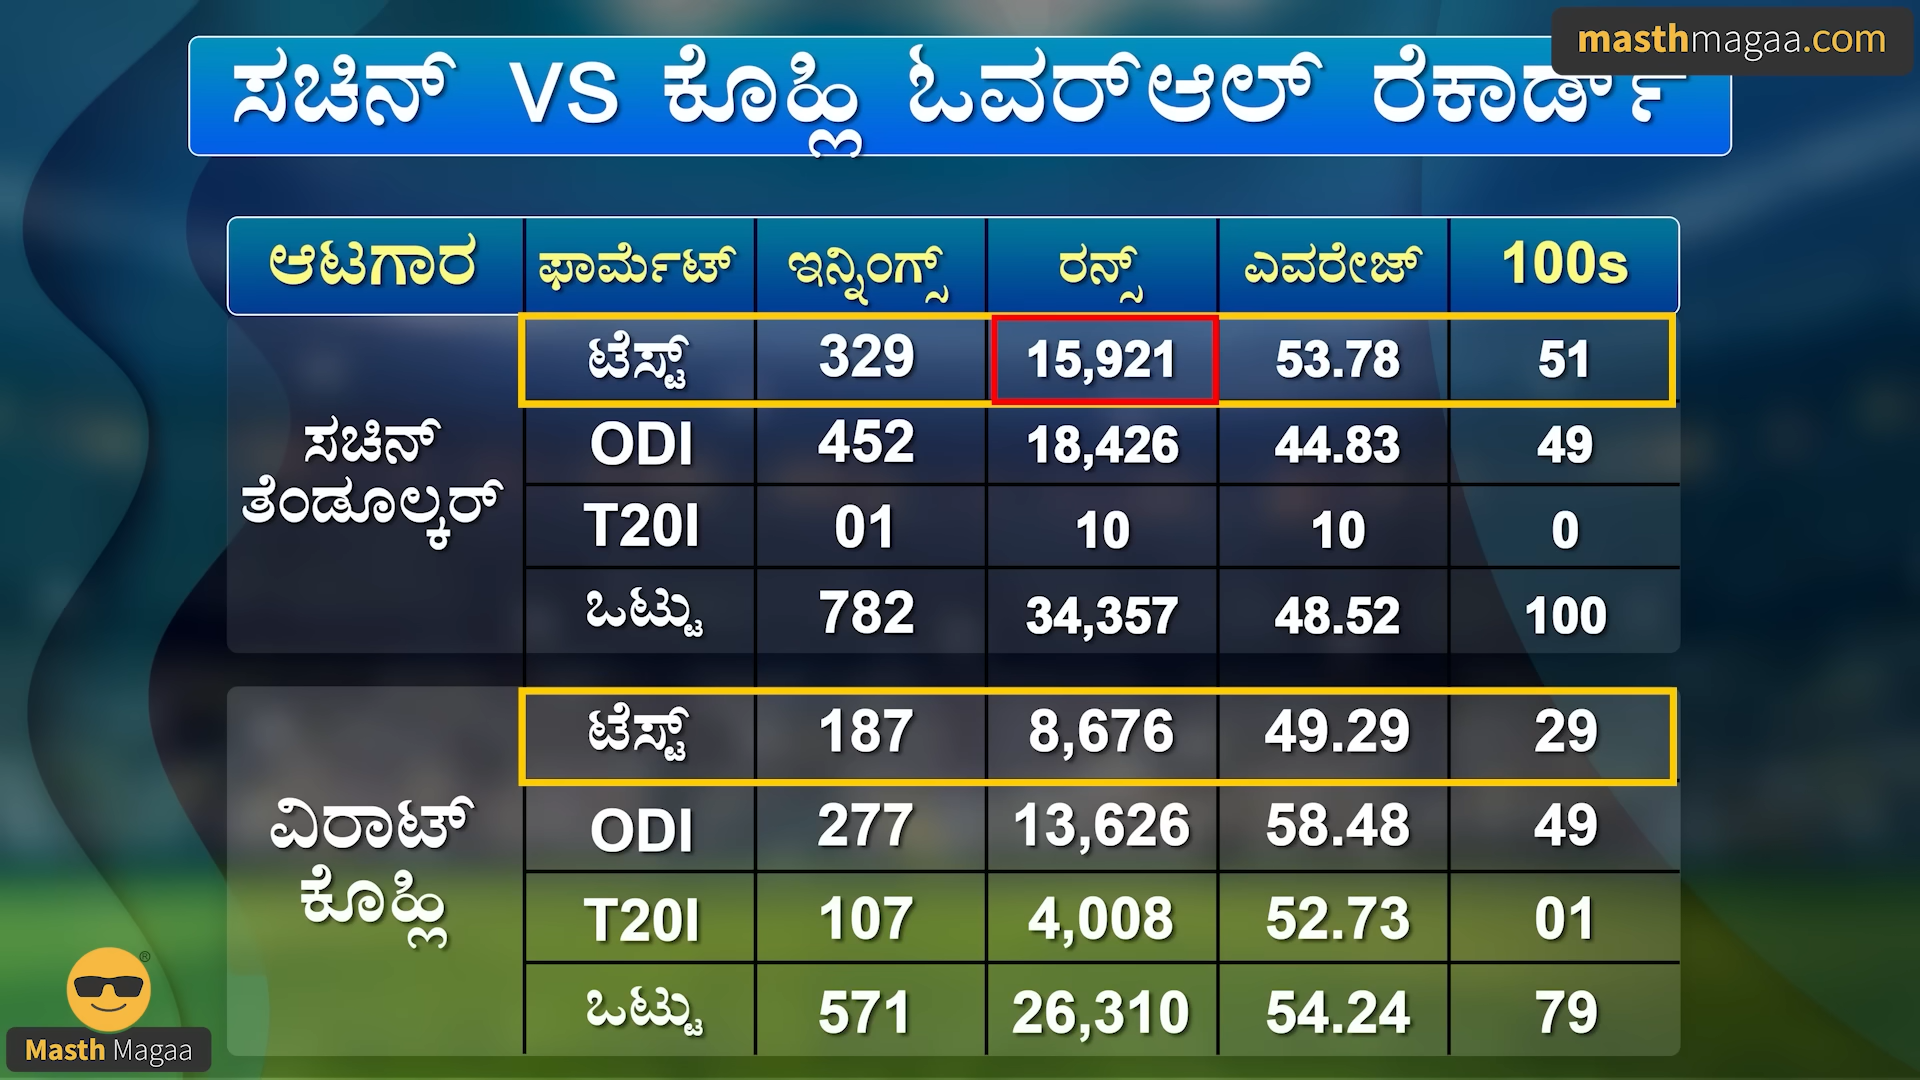 masthmagaa.com
ಸಚಿನ್ VS ಕೊಹ್ಲಿ ಓವರ್‌ಆಲ್ ರೆಕಾರ್ಡ್
ಆಟಗಾರ ಫಾರ್ಮೆಟ್ ಇನ್ನಿಂಗ್ಸ್ ರನ್ಸ್ ಎವರೇಜ್ 100s
ಸಚಿನ್
ತೆಂಡೂಲ್ಕರ್
ಟೆಸ್ಟ್ 329 15,921 53.78 51
ODI 452 18,426 44.83 49
T20I 01 10 10 0
ಒಟ್ಟು 782 34,357 48.52 100
ವಿರಾಟ್
ಕೊಹ್ಲಿ
ಟೆಸ್ಟ್ 187 8,676 49.29 29
ODI 277 13,626 58.48 49
T20I 107 4,008 52.73 01
ಒಟ್ಟು 571 26,310 54.24 79
®
Masth Magaa